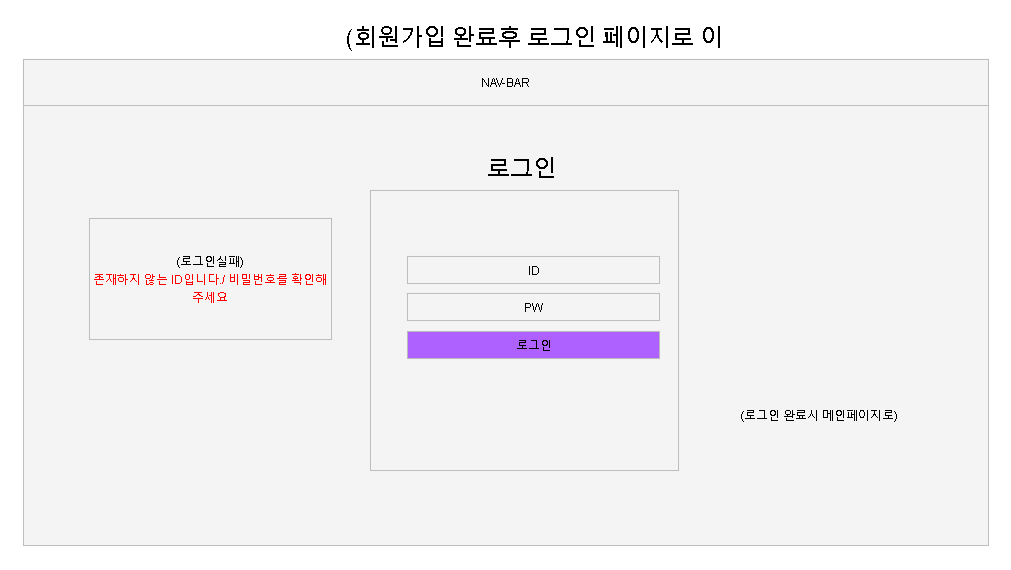 (회원가입 완료후 로그인 페이지로 이
NAV-BAR
로그인
(로그인실패)
존재하지 않는 ID입니다./ 비밀번호를 확인해
주세요
ID
PW
로그인
(로그인 완료시 메인페이지로)